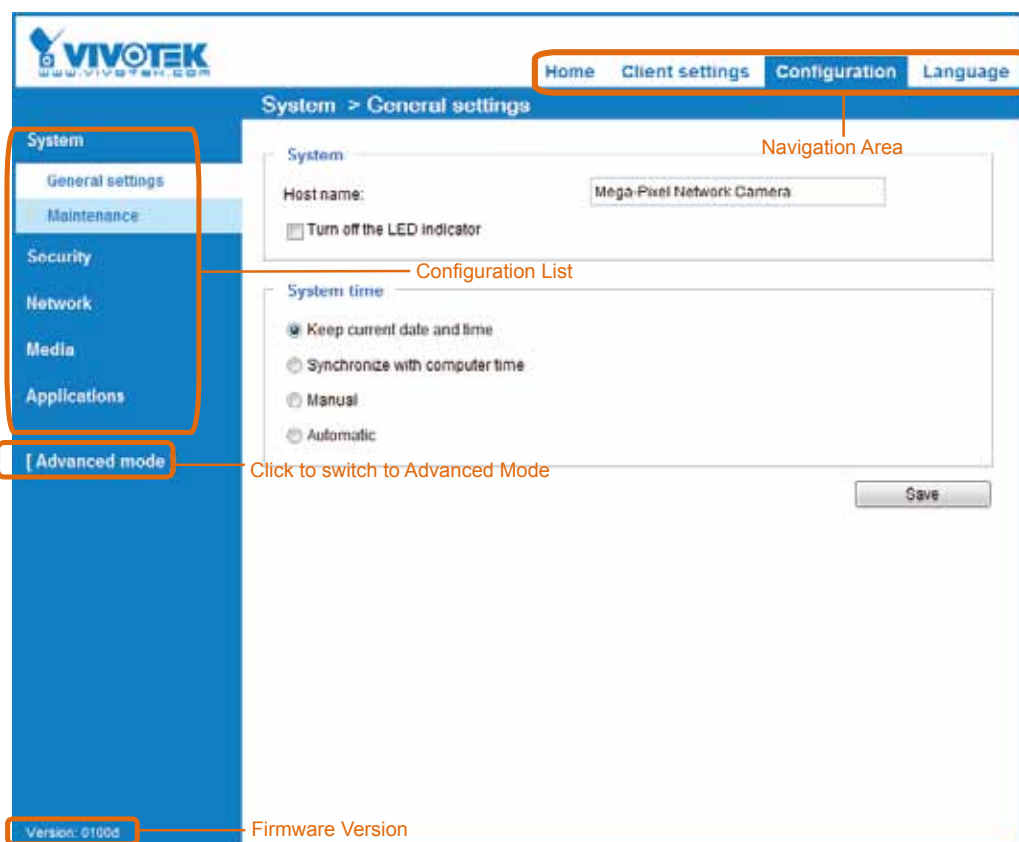 VIVOTEK
WWW.VIVOTEK.COM
Home Client settings Configuration Language
System > General settings
Navigation Area
System
General settings
Maintenance
Security
Network
Media
Applications
[ Advanced mode
Configuration List
Click to switch to Advanced Mode
System
Host name: Mega-Pixel Network Camera
Turn off the LED indicator
System time
Keep current date and time
Synchronize with computer time
Manual
Automatic
Save
Version: 0100d
Firmware Version